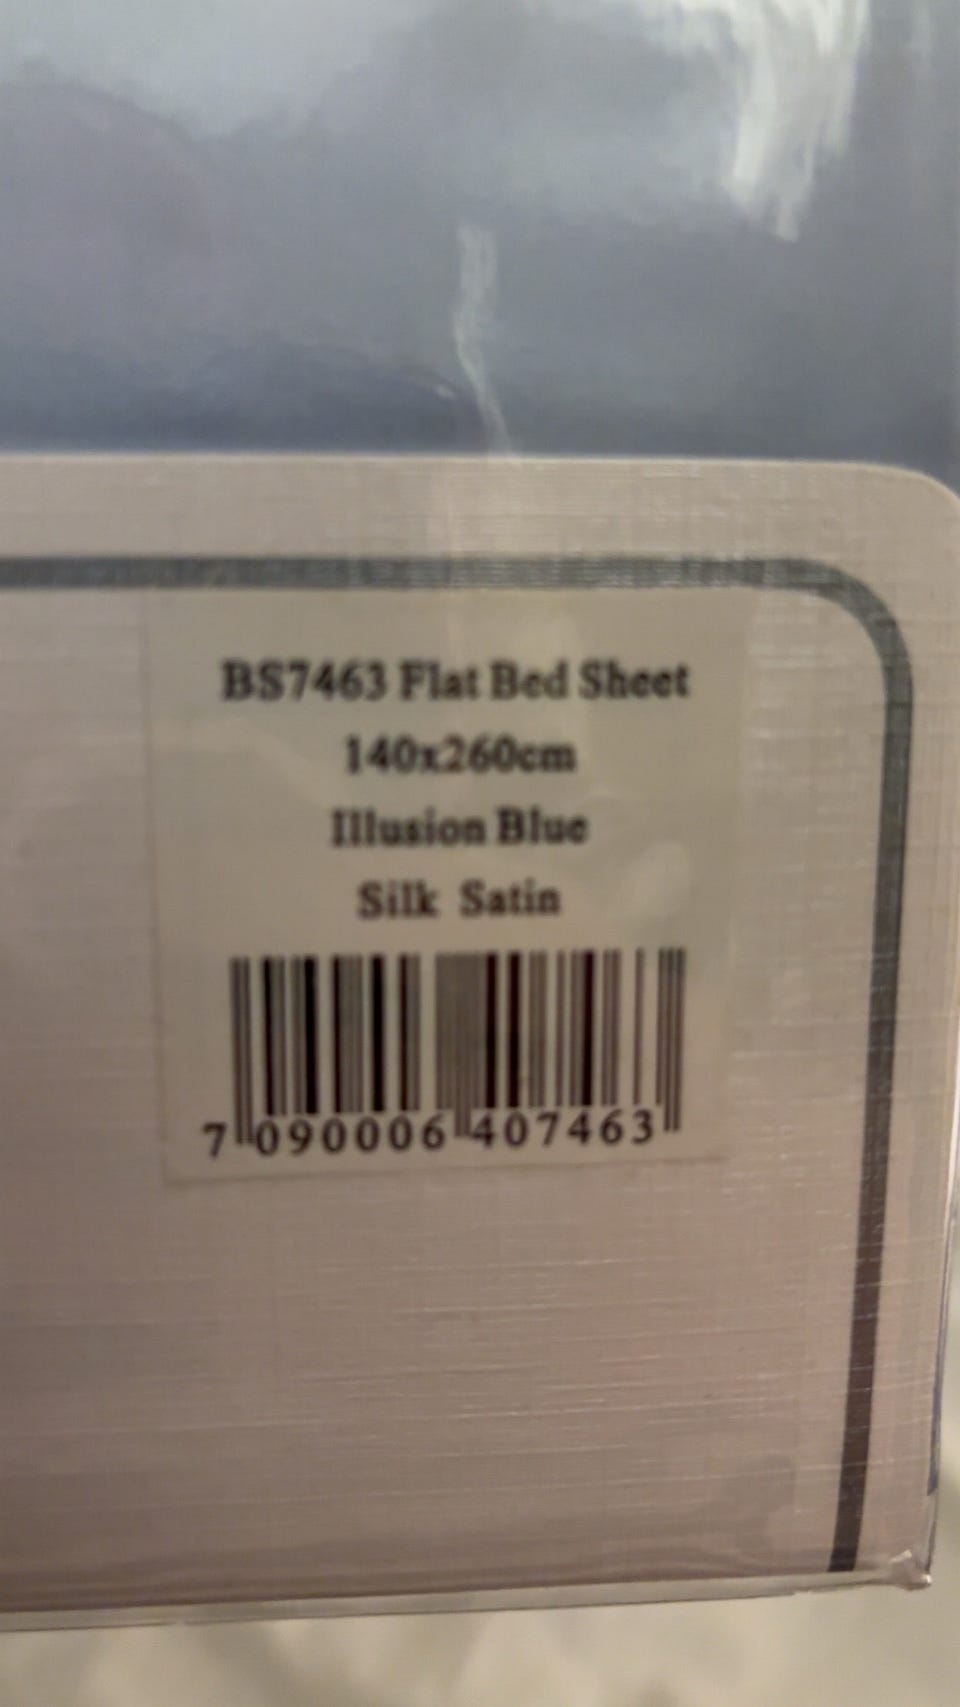 BS7463 Flat Bed Sheet
140x260cm
Illusion Blue
Silk Satin
7 090006 407463